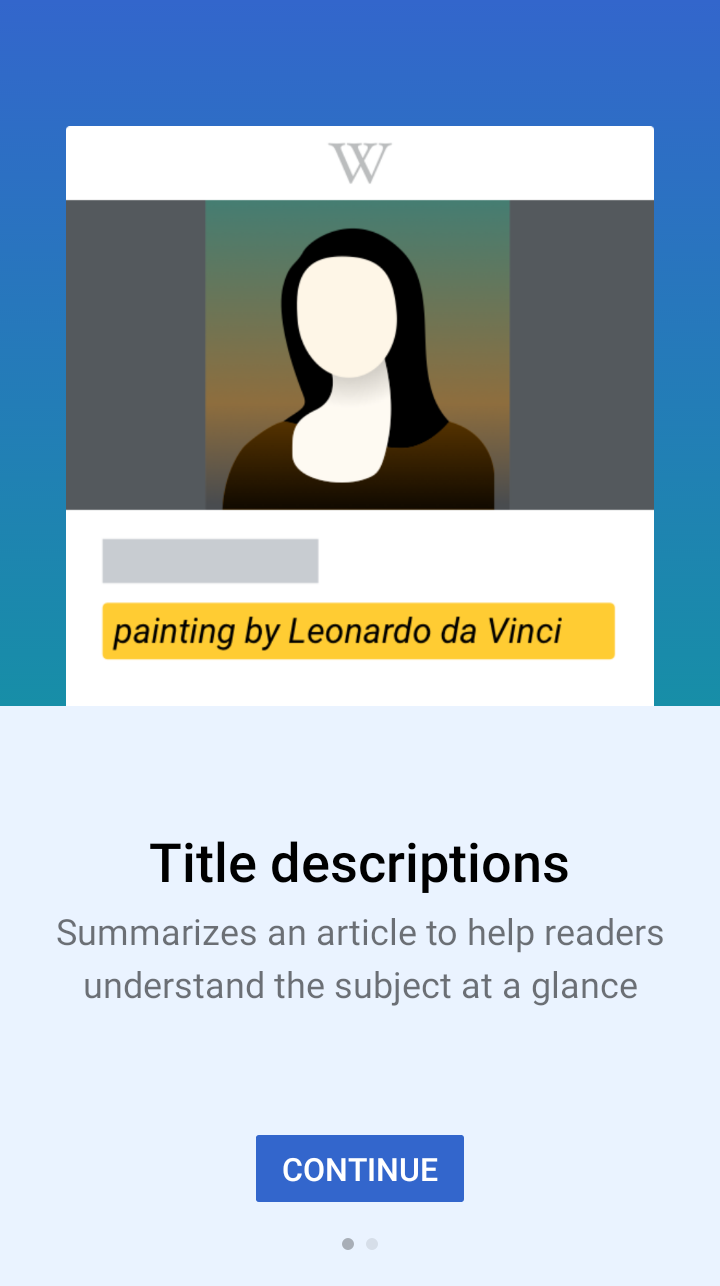 W
painting by Leonardo da Vinci
Title descriptions
Summarizes an article to help readers
understand the subject at a glance
CONTINUE